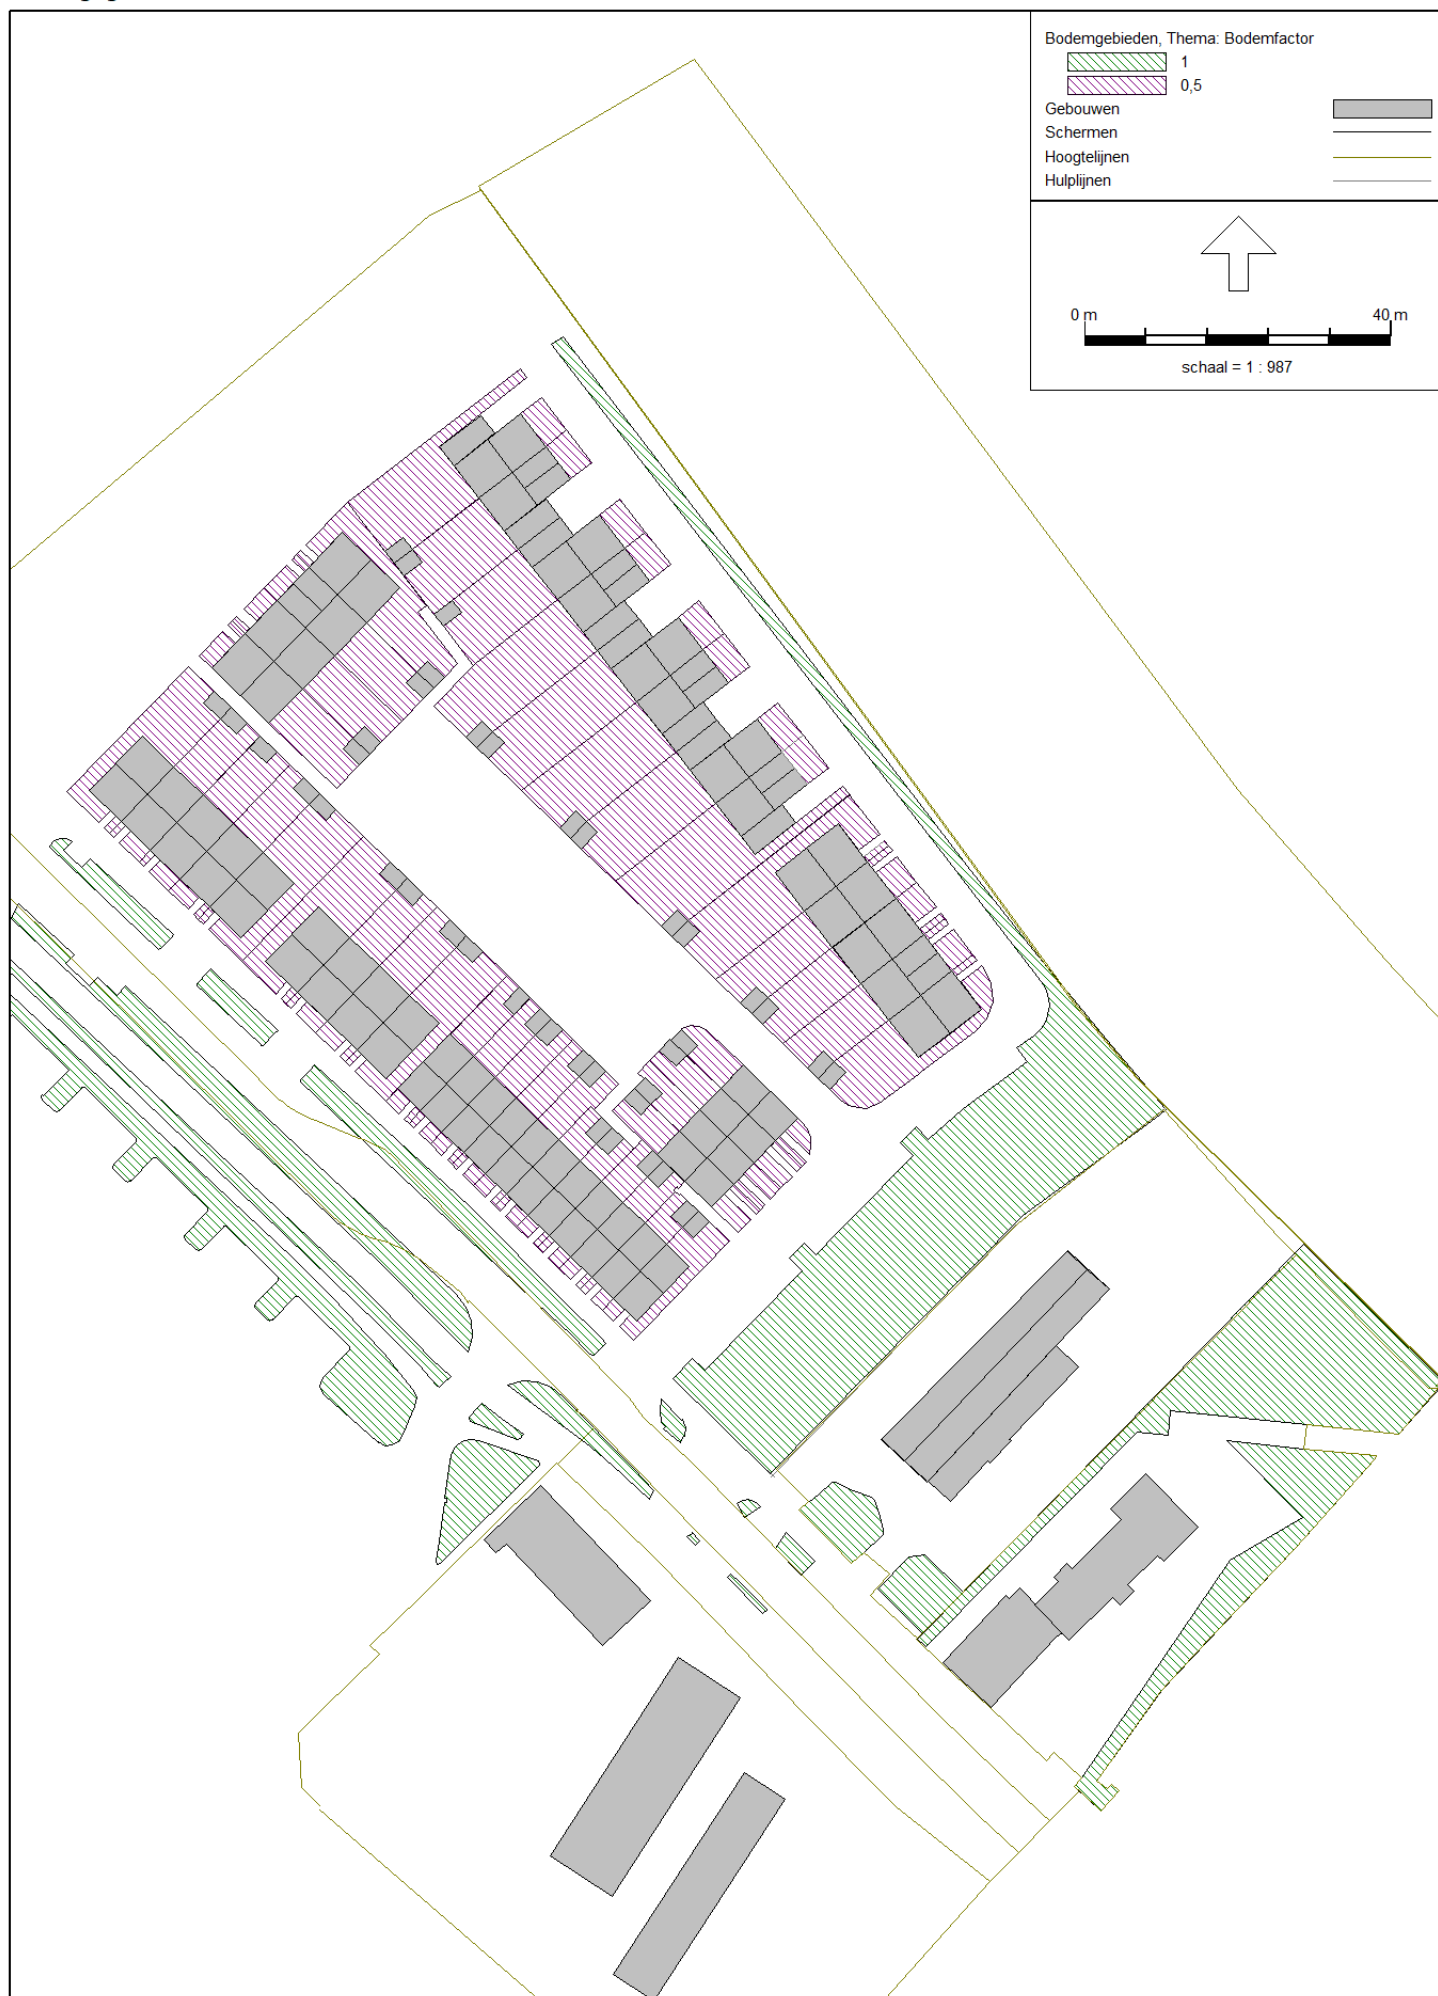 Bodemgebieden, Thema: Bodemfactor
1
0,5
Gebouwen
Schermen
Hoogtelijnen
Hulplijnen
0 m 40 m
schaal = 1 : 987